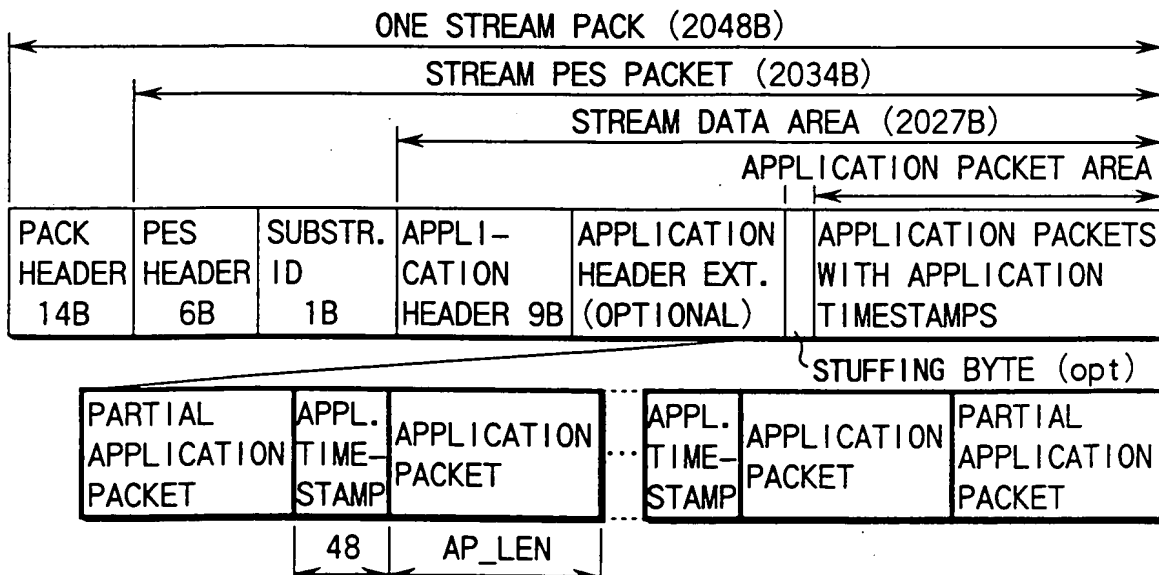 ONE STREAM PACK (2048B)
STREAM PES PACKET (2034B)
STREAM DATA AREA (2027B)
APPLICATION PACKET AREA
PACK
HEADER
14B
PES
HEADER
6B
SUBSTR.
ID
1B
APPLI-
CATION
HEADER 9B
APPLICATION
HEADER EXT.
(OPTIONAL)
APPLICATION PACKETS
WITH APPLICATION
TIMESTAMPS
STUFFING BYTE (opt)
PARTIAL
APPLICATION
PACKET
APPL.
TIME-
STAMP
APPLICATION
PACKET
APPL.
TIME-
STAMP
APPLICATION
PACKET
PARTIAL
APPLICATION
PACKET
48
AP_LEN